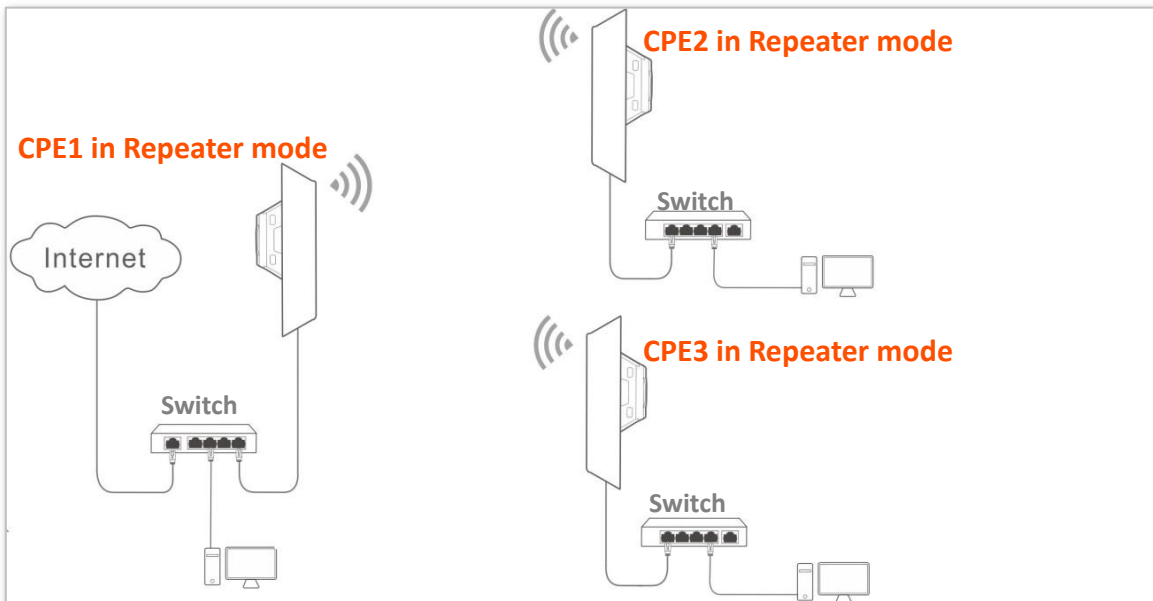 CPE2 in Repeater mode
CPE1 in Repeater mode
Switch
Internet
CPE3 in Repeater mode
Switch
Switch